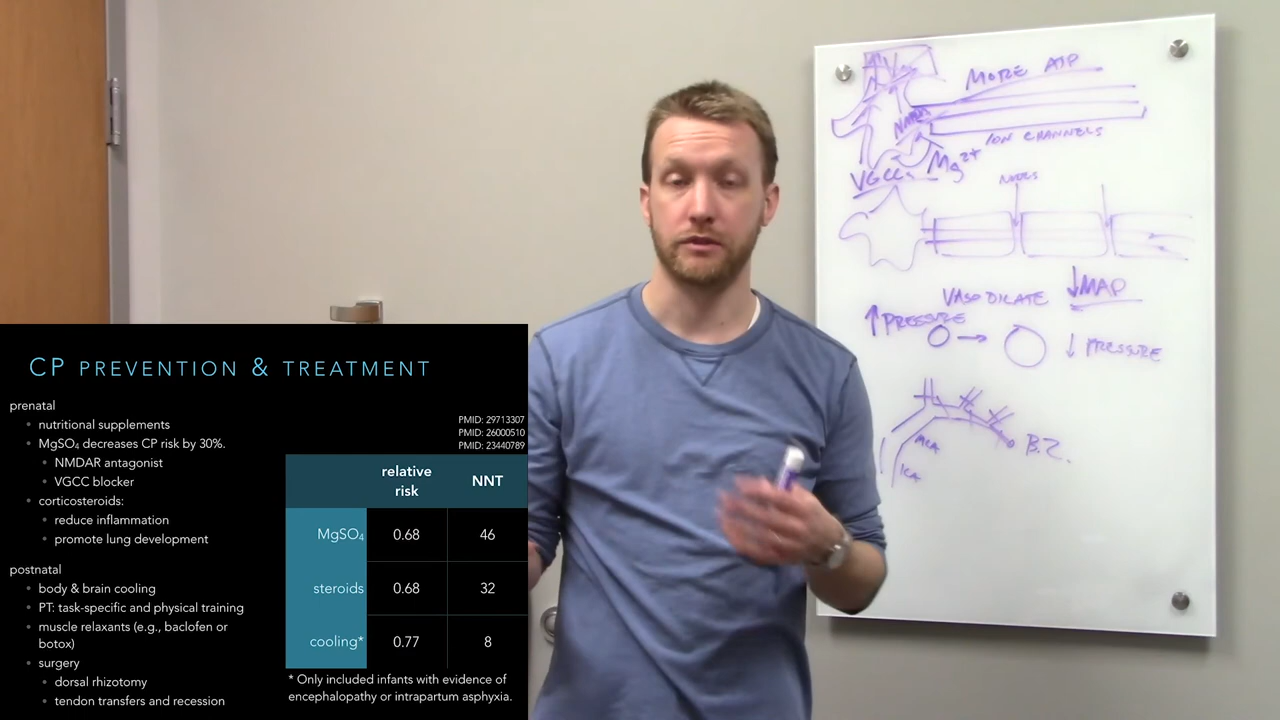 CP PREVENTION & TREATMENT
prenatal
• nutritional supplements
• MgSO₄ decreases CP risk by 30%.
• NMDAR antagonist
• VGCC blocker
• corticosteroids:
• reduce inflammation
• promote lung development
postnatal
• body & brain cooling
• PT: task-specific and physical training
• muscle relaxants (e.g., baclofen or
botox)
• surgery
• dorsal rhizotomy
• tendon transfers and recession
PMID: 29713307
PMID: 26000510
PMID: 23440789
relative
risk
NNT
MgSO₄ 0.68 46
steroids 0.68 32
cooling* 0.77 8
* Only included infants with evidence of
encephalopathy or intrapartum asphyxia.
MORE ATP
NMDA
ION CHANNELS
Mg²⁺
VGCCs
NODES
VASODILATE ↓MAP
↑PRESSURE
→
↓ PRESSURE
MCA
ICA
B.Z.